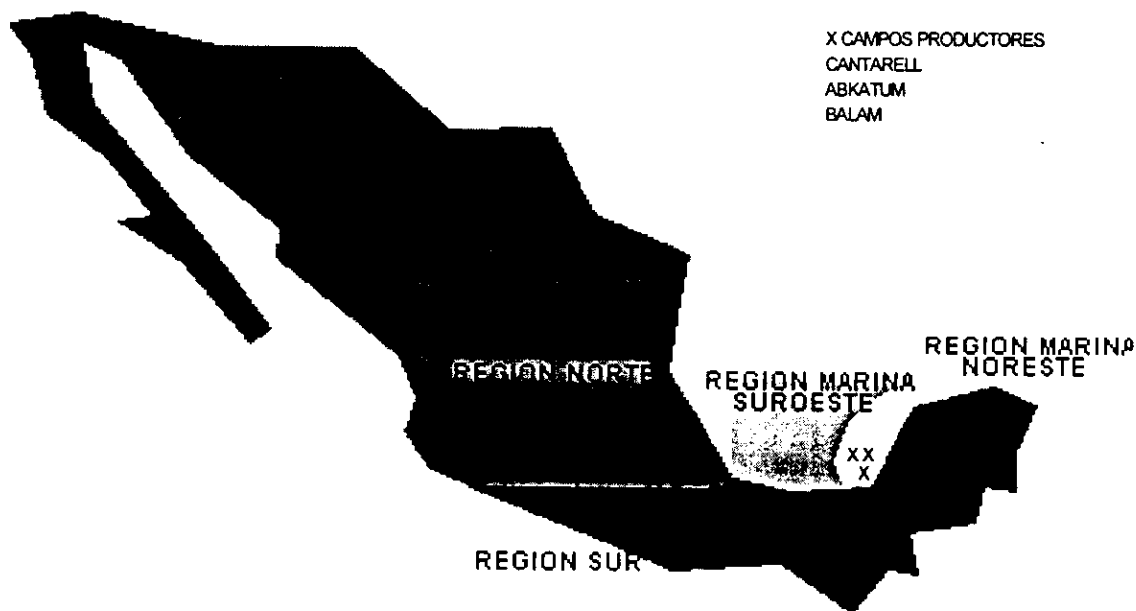 X CAMPOS PRODUCTORES
CANTARELL
ABKATUM
BALAM
REGION MARINA
NORESTE
REGION NORTE
REGION MARINA
SUROESTE
XX
X
REGION SUR